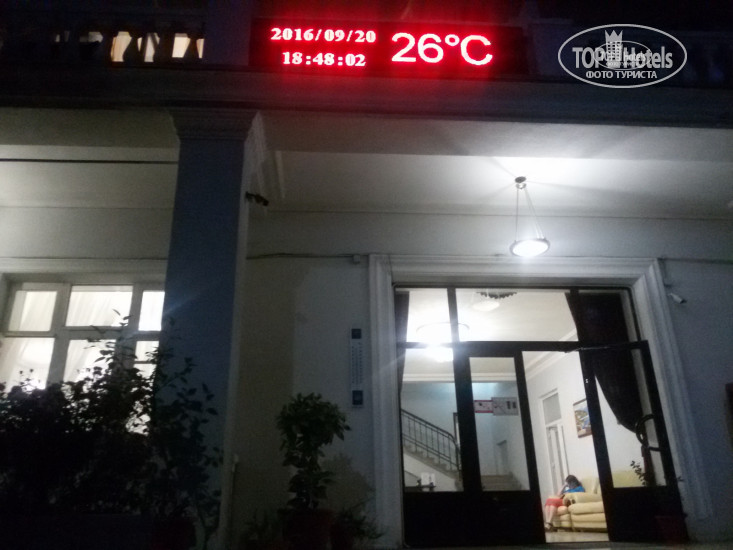 2016/09/20
18:48:02
26°C
TOP Hotels
ФОТО ТУРИСТА